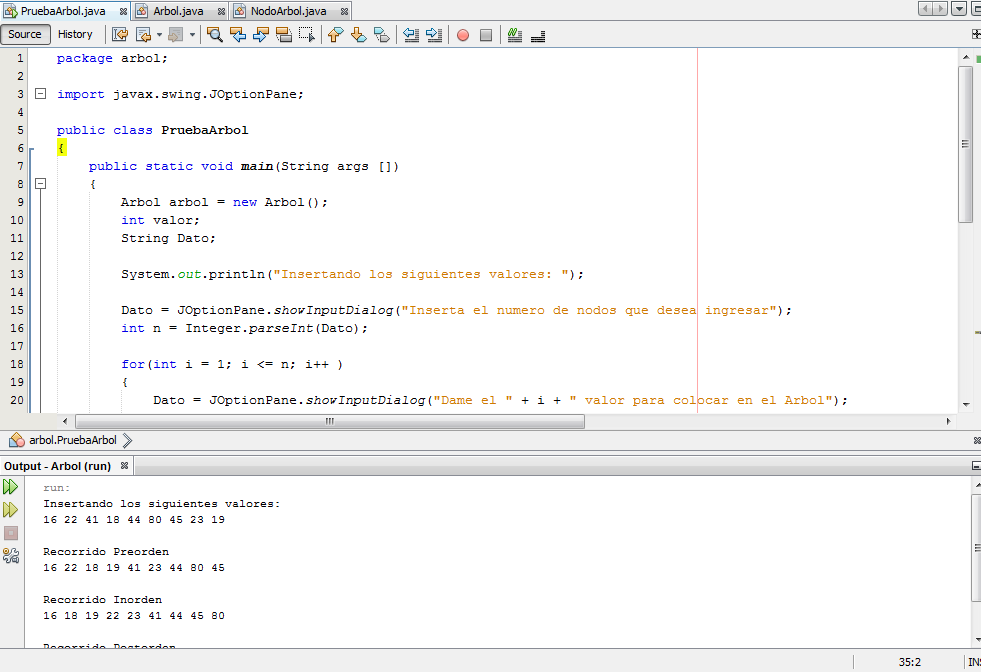 PruebaArbol.java Arbol.java NodoArbol.java
Source History
1 package arbol;
2
3 import javax.swing.JOptionPane;
4
5 public class PruebaArbol
6 {
7 public static void main(String args [])
8 {
9 Arbol arbol = new Arbol();
10 int valor;
11 String Dato;
12
13 System.out.println("Insertando los siguientes valores: ");
14
15 Dato = JOptionPane.showInputDialog("Inserta el numero de nodos que desea ingresar");
16 int n = Integer.parseInt(Dato);
17
18 for(int i = 1; i <= n; i++ )
19 {
20 Dato = JOptionPane.showInputDialog("Dame el " + i + " valor para colocar en el Arbol");
arbol.PruebaArbol
Output - Arbol (run)
run:
Insertando los siguientes valores:
16 22 41 18 44 80 45 23 19
Recorrido Preorden
16 22 18 19 41 23 44 80 45
Recorrido Inorden
16 18 19 22 23 41 44 45 80
Recorrido Postorden
35:2 INS